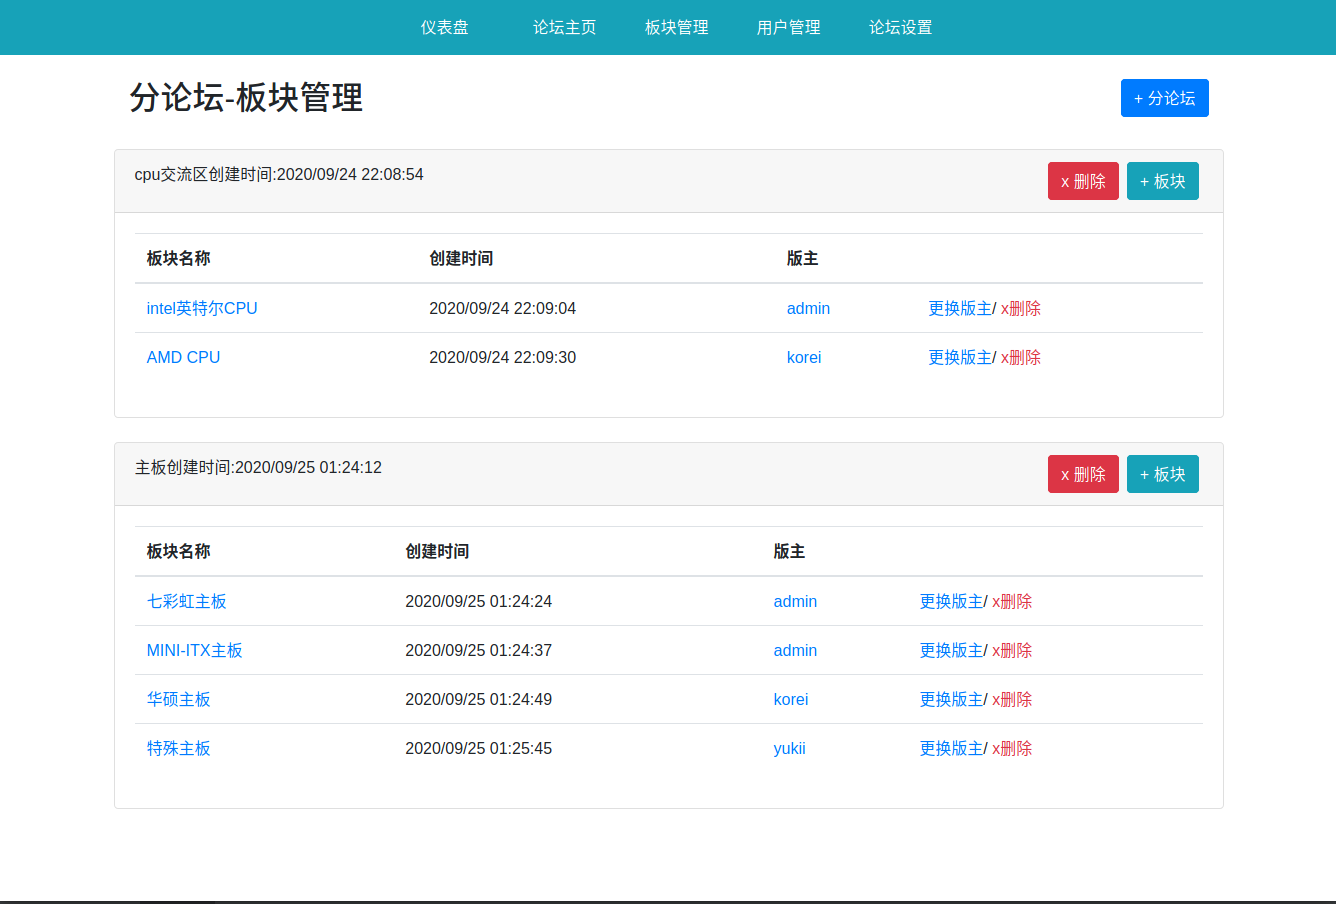 仪表盘 论坛主页 板块管理 用户管理 论坛设置
分论坛-板块管理 + 分论坛
cpu交流区创建时间:2020/09/24 22:08:54 x 删除 + 板块
板块名称 创建时间 版主
intel英特尔CPU 2020/09/24 22:09:04 admin 更换版主/ x删除
AMD CPU 2020/09/24 22:09:30 korei 更换版主/ x删除
主板创建时间:2020/09/25 01:24:12 x 删除 + 板块
板块名称 创建时间 版主
七彩虹主板 2020/09/25 01:24:24 admin 更换版主/ x删除
MINI-ITX主板 2020/09/25 01:24:37 admin 更换版主/ x删除
华硕主板 2020/09/25 01:24:49 korei 更换版主/ x删除
特殊主板 2020/09/25 01:25:45 yukii 更换版主/ x删除